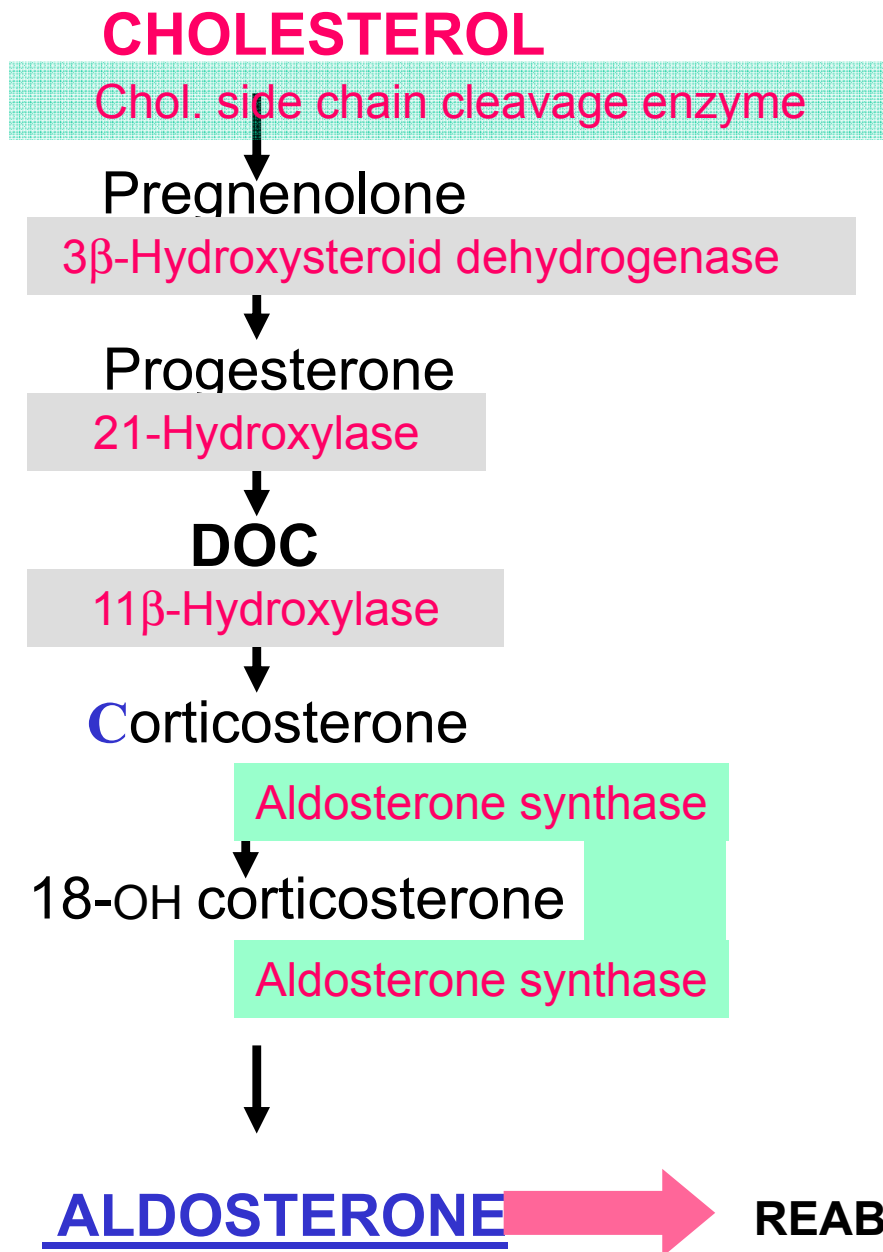 CHOLESTEROL
Chol. side chain cleavage enzyme
Pregnenolone
3β-Hydroxysteroid dehydrogenase
Progesterone
21-Hydroxylase
DOC
11β-Hydroxylase
Corticosterone
Aldosterone synthase
18-OH corticosterone
Aldosterone synthase
ALDOSTERONE REAB